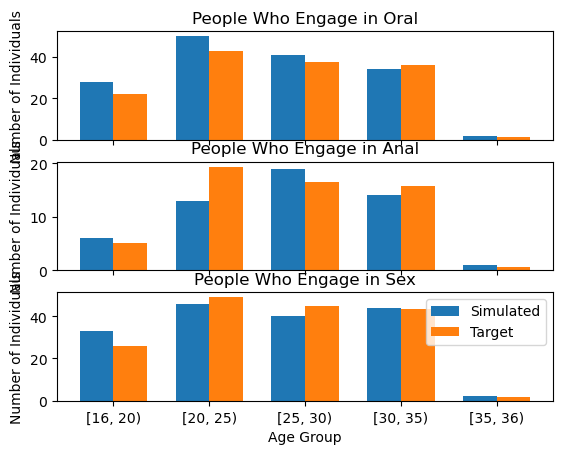 People Who Engage in Oral
Number of Individuals
40
20
0
People Who Engage in Anal
Number of Individuals
20
10
0
People Who Engage in Sex
Number of Individuals
40
20
0
Simulated
Target
[16, 20) [20, 25) [25, 30) [30, 35) [35, 36)
Age Group